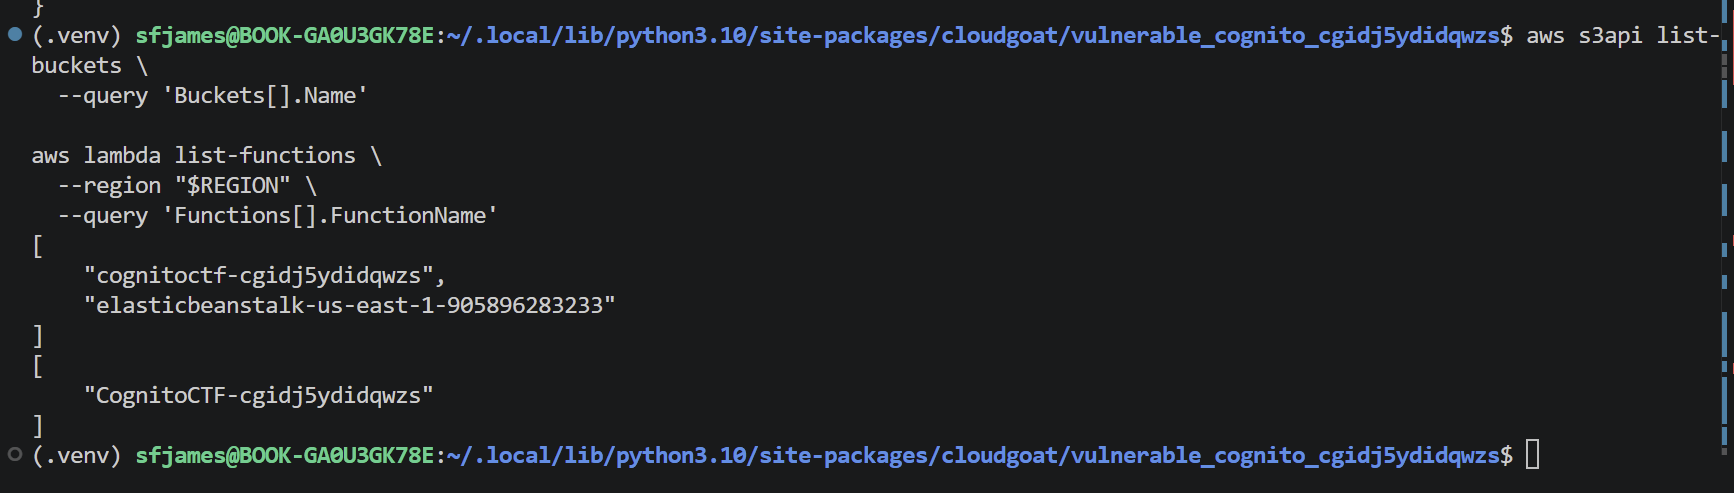 }
(.venv) sfjames@BOOK-GA0U3GK78E:~/.local/lib/python3.10/site-packages/cloudgoat/vulnerable_cognito_cgidj5ydidqwzs$ aws s3api list-
buckets \
  --query 'Buckets[].Name'

aws lambda list-functions \
  --region "$REGION" \
  --query 'Functions[].FunctionName'
[
    "cognitoctf-cgidj5ydidqwzs",
    "elasticbeanstalk-us-east-1-905896283233"
]
[
    "CognitoCTF-cgidj5ydidqwzs"
]
(.venv) sfjames@BOOK-GA0U3GK78E:~/.local/lib/python3.10/site-packages/cloudgoat/vulnerable_cognito_cgidj5ydidqwzs$